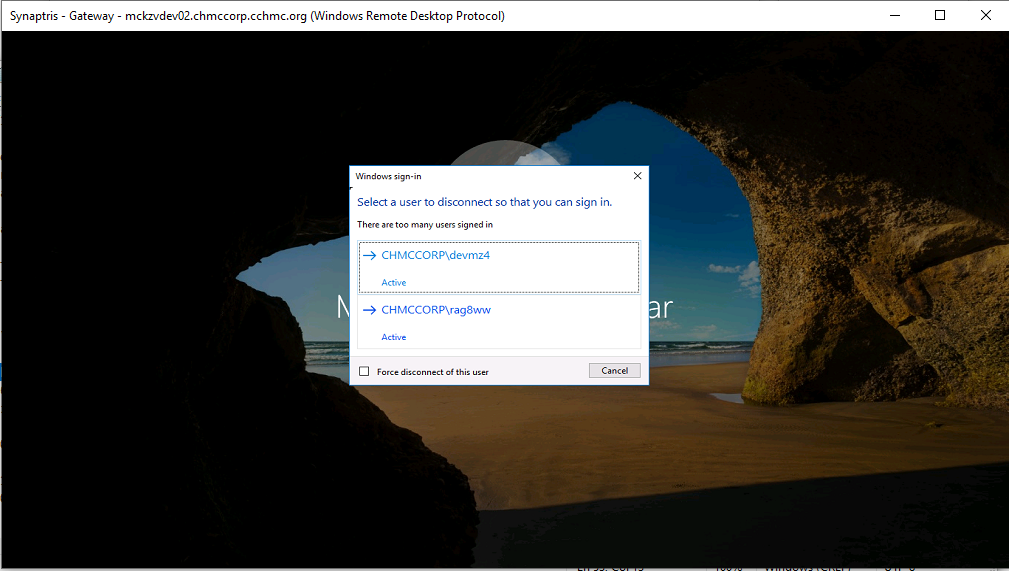 Synaptris - Gateway - mckzvdev02.chmccorp.cchmc.org (Windows Remote Desktop Protocol)
Windows sign-in
Select a user to disconnect so that you can sign in.
There are too many users signed in
CHMCCORP\devmz4
Active
CHMCCORP\rag8ww
Active
Force disconnect of this user
Cancel